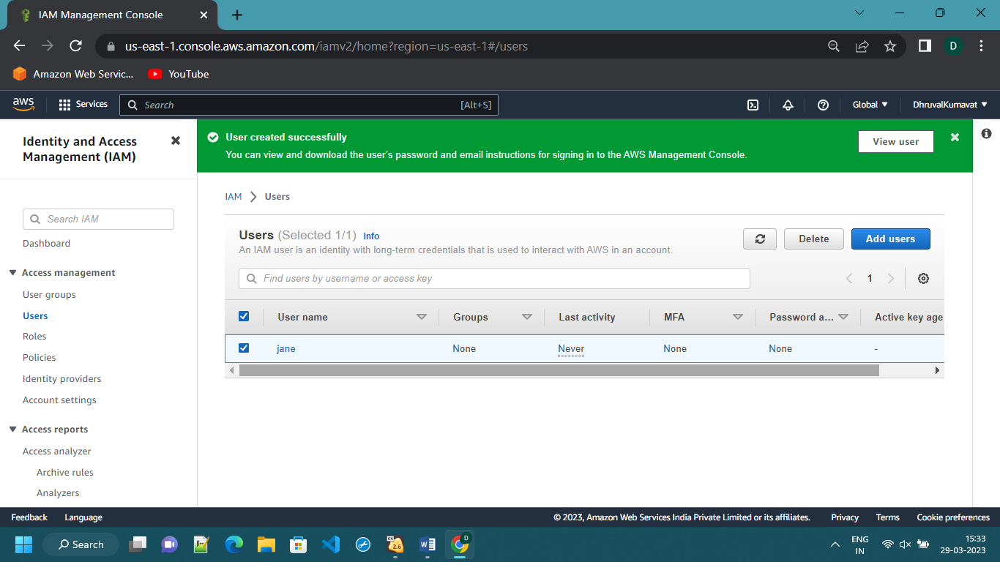 IAM Management Console
us-east-1.console.aws.amazon.com/iamv2/home?region=us-east-1#/users
D
Amazon Web Servic...
YouTube
aws
Services
Search
[Alt+S]
Global
DhruvalKumavat
Identity and Access
Management (IAM)
Search IAM
Dashboard
Access management
User groups
Users
Roles
Policies
Identity providers
Account settings
Access reports
Access analyzer
Archive rules
Analyzers
User created successfully
You can view and download the user's password and email instructions for signing in to the AWS Management Console.
View user
IAM > Users
Users (Selected 1/1) Info
An IAM user is an identity with long-term credentials that is used to interact with AWS in an account.
Delete
Add users
Find users by username or access key
1
User name Groups Last activity MFA Password a... Active key age
jane None Never None None -
Feedback
Language
© 2023, Amazon Web Services India Private Limited or its affiliates.
Privacy
Terms
Cookie preferences
Search
64
2.6
D
ENG
IN
15:33
29-03-2023